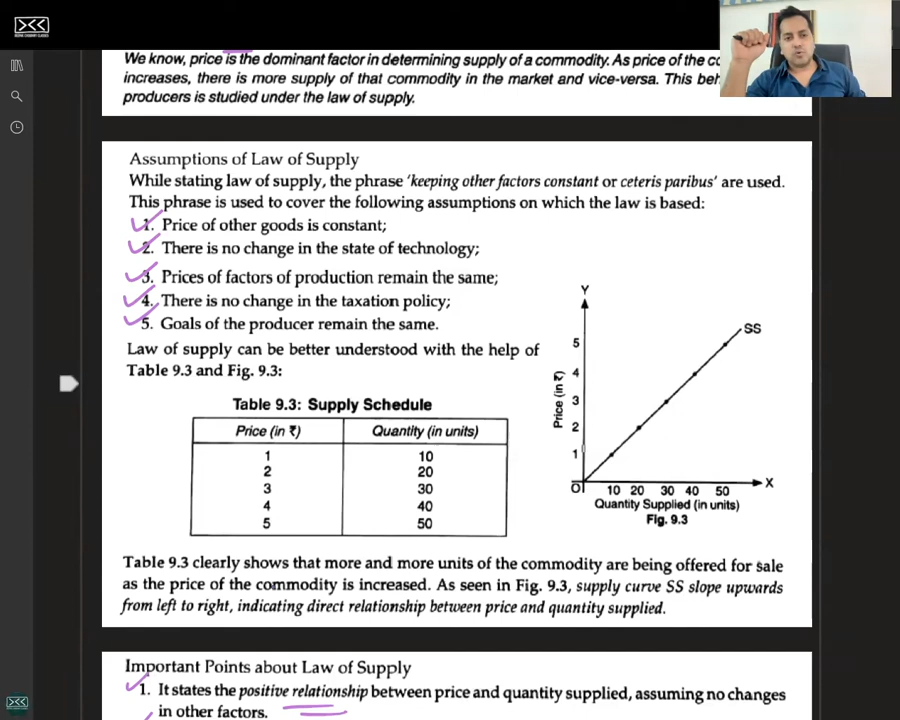 We know, price is the dominant factor in determining supply of a commodity. As price of the
increases, there is more supply of that commodity in the market and vice-versa. This
producers is studied under the law of supply.
Assumptions of Law of Supply
While stating law of supply, the phrase 'keeping other factors constant or ceteris paribus' are used.
This phrase is used to cover the following assumptions on which the law is based:
1. Price of other goods is constant;
2. There is no change in the state of technology;
3. Prices of factors of production remain the same;
4. There is no change in the taxation policy;
5. Goals of the producer remain the same.
Law of supply can be better understood with the help of
Table 9.3 and Fig. 9.3:
Table 9.3: Supply Schedule
Price (in ₹) Quantity (in units)
1 10
2 20
3 30
4 40
5 50
Y
SS
5
4
3
2
1
Price (in ₹)
O
X
10 20 30 40 50
Quantity Supplied (in units)
Fig. 9.3
Table 9.3 clearly shows that more and more units of the commodity are being offered for sale
as the price of the commodity is increased. As seen in Fig. 9.3, supply curve SS slope upwards
from left to right, indicating direct relationship between price and quantity supplied.
Important Points about Law of Supply
1. It states the positive relationship between price and quantity supplied, assuming no changes
in other factors.